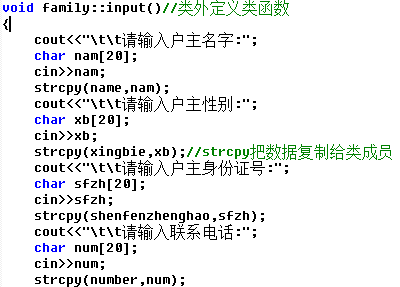 void family::input()//类外定义类函数
{
cout<<"\t\t请输入户主名字:";
char nam[20];
cin>>nam;
strcpy(name,nam);
cout<<"\t\t请输入户主性别:";
char xb[20];
cin>>xb;
strcpy(xingbie,xb);//strcpy把数据复制给类成员
cout<<"\t\t请输入户主身份证号:";
char sfzh[20];
cin>>sfzh;
strcpy(shenfenzhenghao,sfzh);
cout<<"\t\t请输入联系电话:";
char num[20];
cin>>num;
strcpy(number,num);